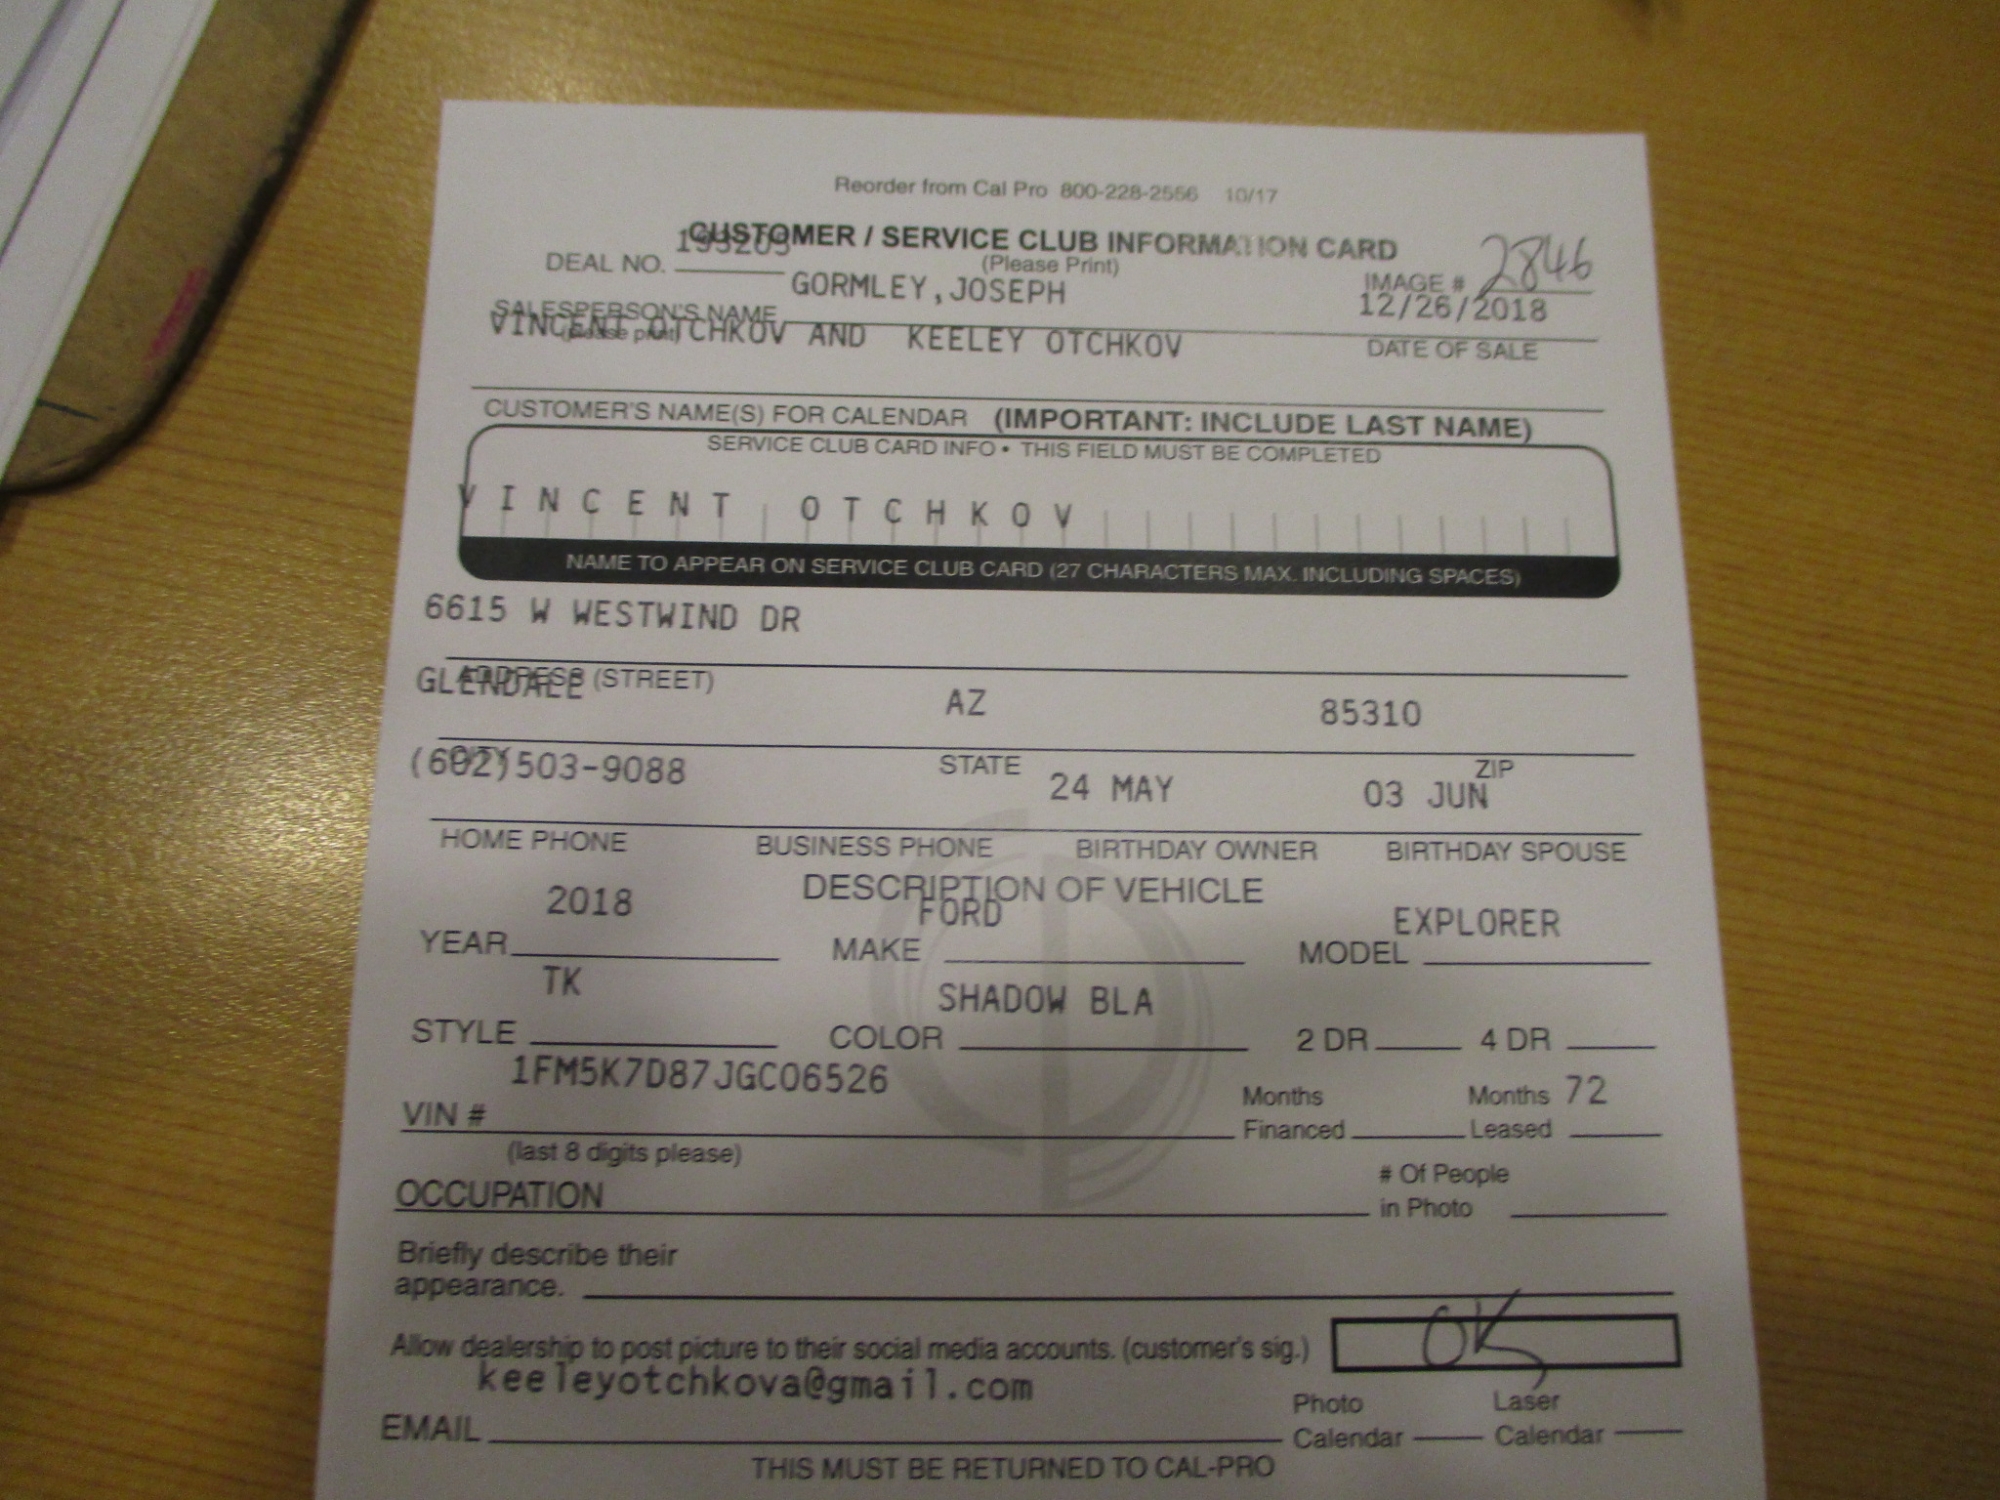 Reorder from Cal Pro 800-228-2556 10/17
CUSTOMER / SERVICE CLUB INFORMATION CARD
(Please Print)
DEAL NO. 193203
IMAGE # 2846
GORMLEY,JOSEPH
12/26/2018
SALESPERSON'S NAME
(please print)
DATE OF SALE
VINCENT OTCHKOV AND KEELEY OTCHKOV
CUSTOMER'S NAME(S) FOR CALENDAR (IMPORTANT: INCLUDE LAST NAME)
SERVICE CLUB CARD INFO • THIS FIELD MUST BE COMPLETED
VINCENT OTCHKOV
NAME TO APPEAR ON SERVICE CLUB CARD (27 CHARACTERS MAX. INCLUDING SPACES)
6615 W WESTWIND DR
ADDRESS (STREET)
GLENDALE AZ 85310
CITY STATE ZIP
(602)503-9088 24 MAY 03 JUN
HOME PHONE BUSINESS PHONE BIRTHDAY OWNER BIRTHDAY SPOUSE
DESCRIPTION OF VEHICLE
2018 FORD EXPLORER
YEAR MAKE MODEL
TK SHADOW BLA
STYLE COLOR 2 DR 4 DR
1FM5K7D87JGC06526
VIN #
(last 8 digits please)
Months Financed
Months Leased 72
OCCUPATION
# Of People in Photo
Briefly describe their
appearance.
Allow dealership to post picture to their social media accounts. (customer's sig.) OK
keeleyotchkova@gmail.com
EMAIL
Photo Calendar
Laser Calendar
THIS MUST BE RETURNED TO CAL-PRO